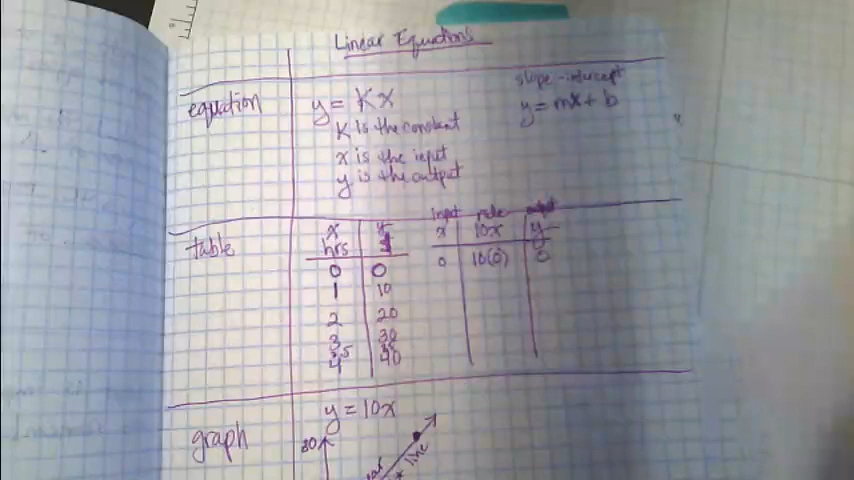 Linear Equations
equation
y = Kx
K is the constant
x is the input
y is the output
slope-intercept
y = mx + b
table
x y
hrs $
0 0
1 10
2 20
3 30
3.5 35
4 40
input rule output
x 10x y
0 10(0) 0
y = 10x
graph
30
line